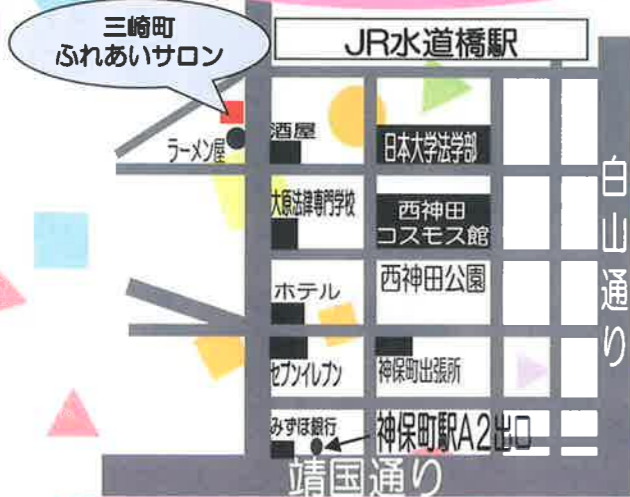 三崎町
ふれあいサロン
JR水道橋駅
酒屋
ラーメン屋
日本大学法学部
大原法律専門学校
西神田
コスモス館
白山通り
ホテル
西神田公園
セブンイレブン
神保町出張所
みずほ銀行
神保町駅A2出口
靖国通り